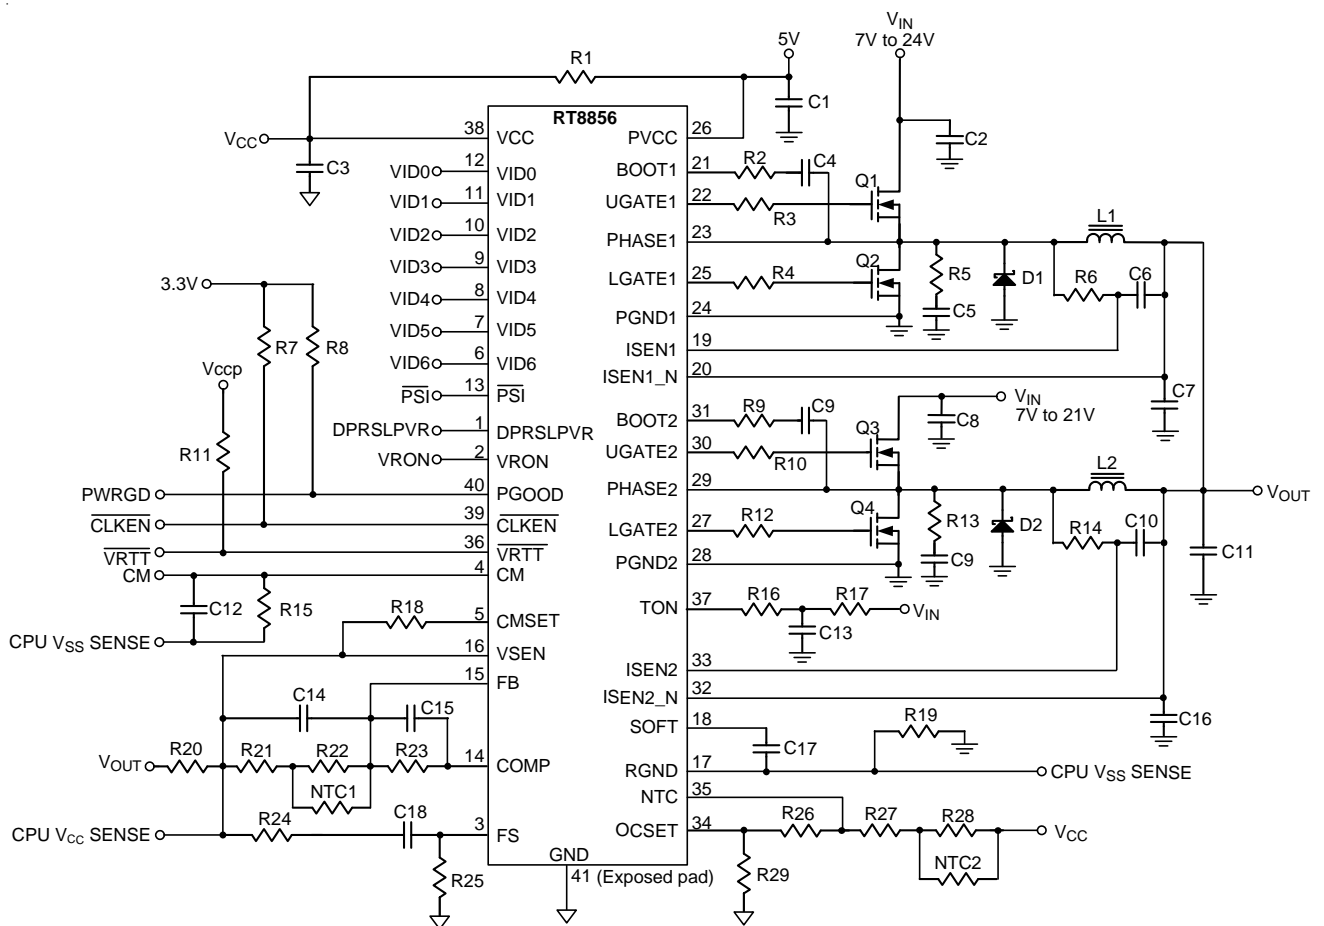 VIN
7V to 24V
5V
R1
C1
RT8856
VCC
38
VCC
PVCC
26
C2
C3
VID0
12
VID0
BOOT1
21
R2
C4
VID1
11
VID1
UGATE1
22
R3
Q1
VID2
10
VID2
PHASE1
23
L1
VID3
9
VID3
LGATE1
25
R4
Q2
R5
D1
R6
C6
3.3V
VID4
8
VID4
PGND1
24
C5
VID5
7
VID5
ISEN1
19
R7
R8
VID6
6
VID6
ISEN1_N
20
Vccp
PSI
13
PSI
C7
VIN
7V to 21V
BOOT2
31
R9
C9
C8
DPRSLPVR
1
DPRSLPVR
Q3
R11
VRON
2
VRON
UGATE2
30
R10
L2
PWRGD
40
PGOOD
PHASE2
29
VOUT
CLKEN
39
CLKEN
LGATE2
27
R12
Q4
R13
D2
R14
C10
VRTT
36
VRTT
PGND2
28
C9
C11
CM
4
CM
C12
R15
R18
5
CMSET
TON
37
R16
R17
VIN
C13
CPU VSS SENSE
16
VSEN
ISEN2
33
15
FB
ISEN2_N
32
C14
C15
SOFT
18
R19
C16
C17
VOUT
R20
R21
R22
R23
14
COMP
RGND
17
CPU VSS SENSE
NTC1
NTC
35
CPU VCC SENSE
R24
C18
3
FS
OCSET
34
R26
R27
R28
VCC
GND
NTC2
R25
41 (Exposed pad)
R29